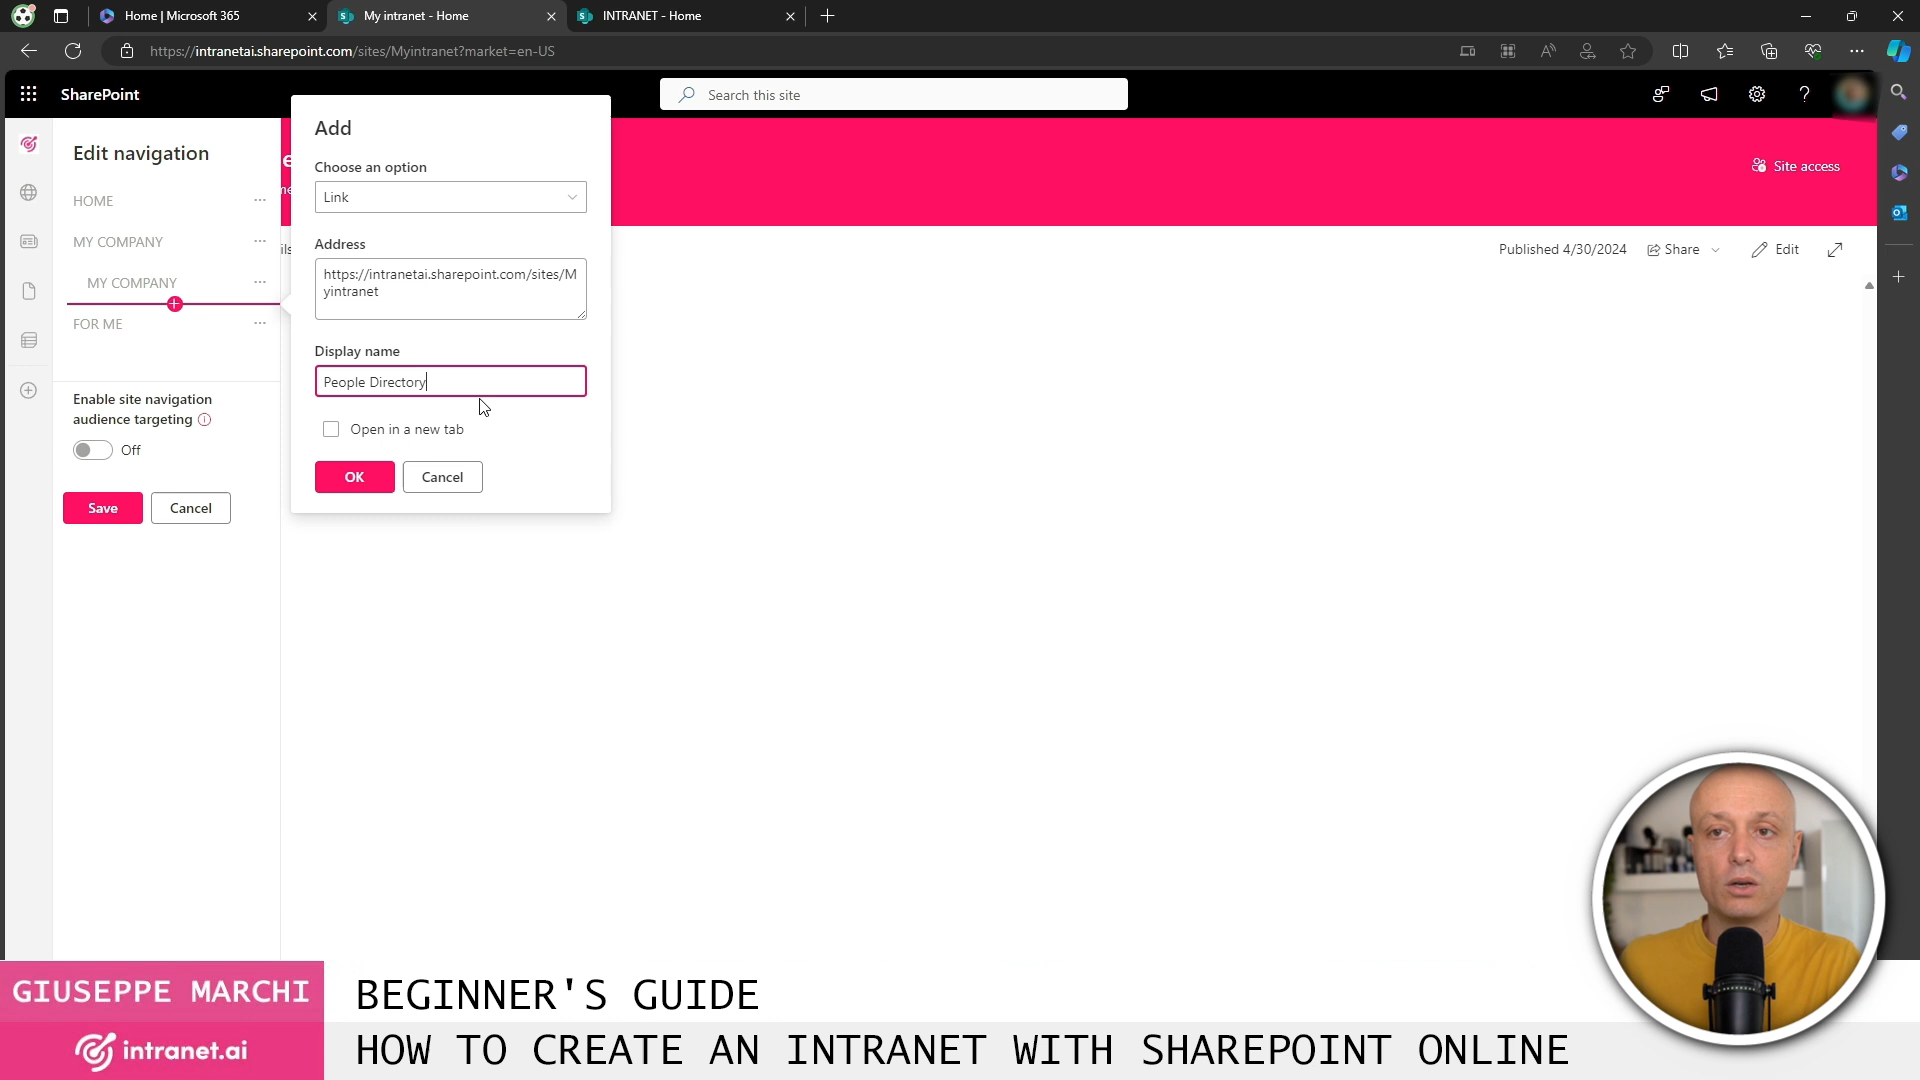 Home | Microsoft 365
My intranet - Home
INTRANET - Home
https://intranetai.sharepoint.com/sites/Myintranet?market=en-US
SharePoint
Search this site
Edit navigation
HOME
MY COMPANY
MY COMPANY
FOR ME
Enable site navigation
audience targeting
Off
Save
Cancel
Add
Choose an option
Link
Address
https://intranetai.sharepoint.com/sites/M
yintranet
Display name
People Directory
Open in a new tab
OK
Cancel
Site access
Published 4/30/2024
Share
Edit
GIUSEPPE MARCHI
intranet.ai
BEGINNER'S GUIDE
HOW TO CREATE AN INTRANET WITH SHAREPOINT ONLINE